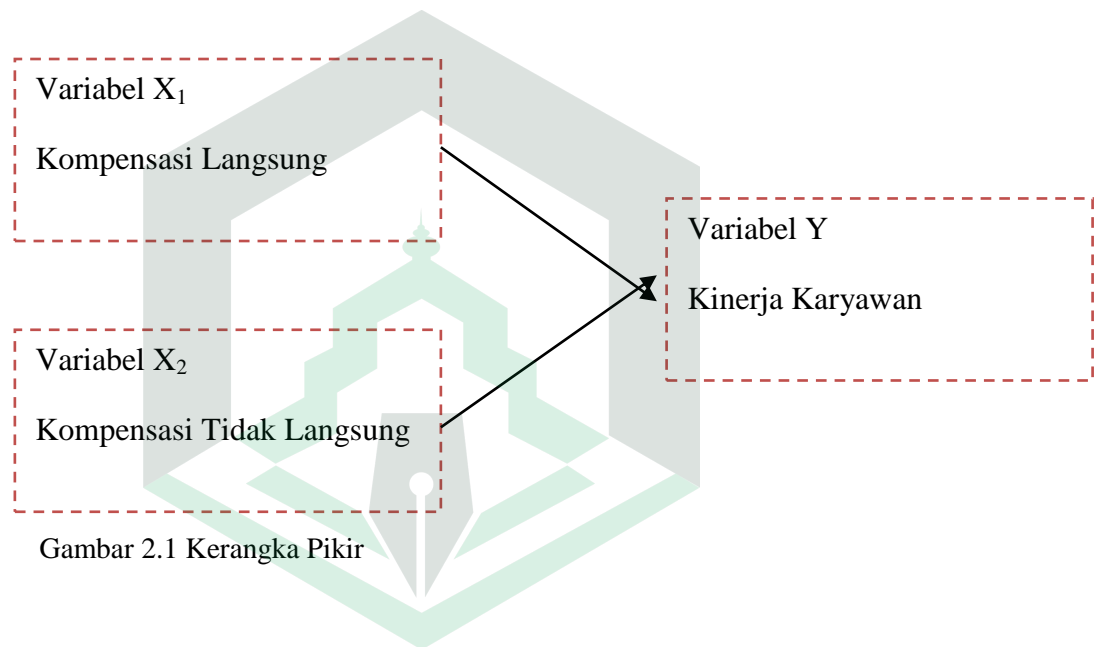 Variabel X₁
Kompensasi Langsung
Variabel Y
Kinerja Karyawan
Variabel X₂
Kompensasi Tidak Langsung
Gambar 2.1 Kerangka Pikir